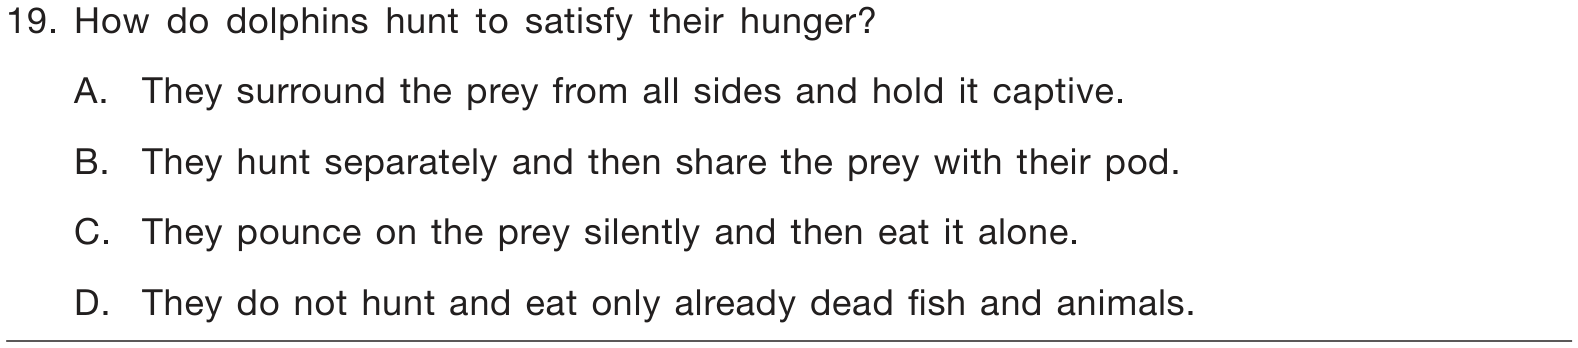 19. How do dolphins hunt to satisfy their hunger?
A. They surround the prey from all sides and hold it captive.
B. They hunt separately and then share the prey with their pod.
C. They pounce on the prey silently and then eat it alone.
D. They do not hunt and eat only already dead fish and animals.